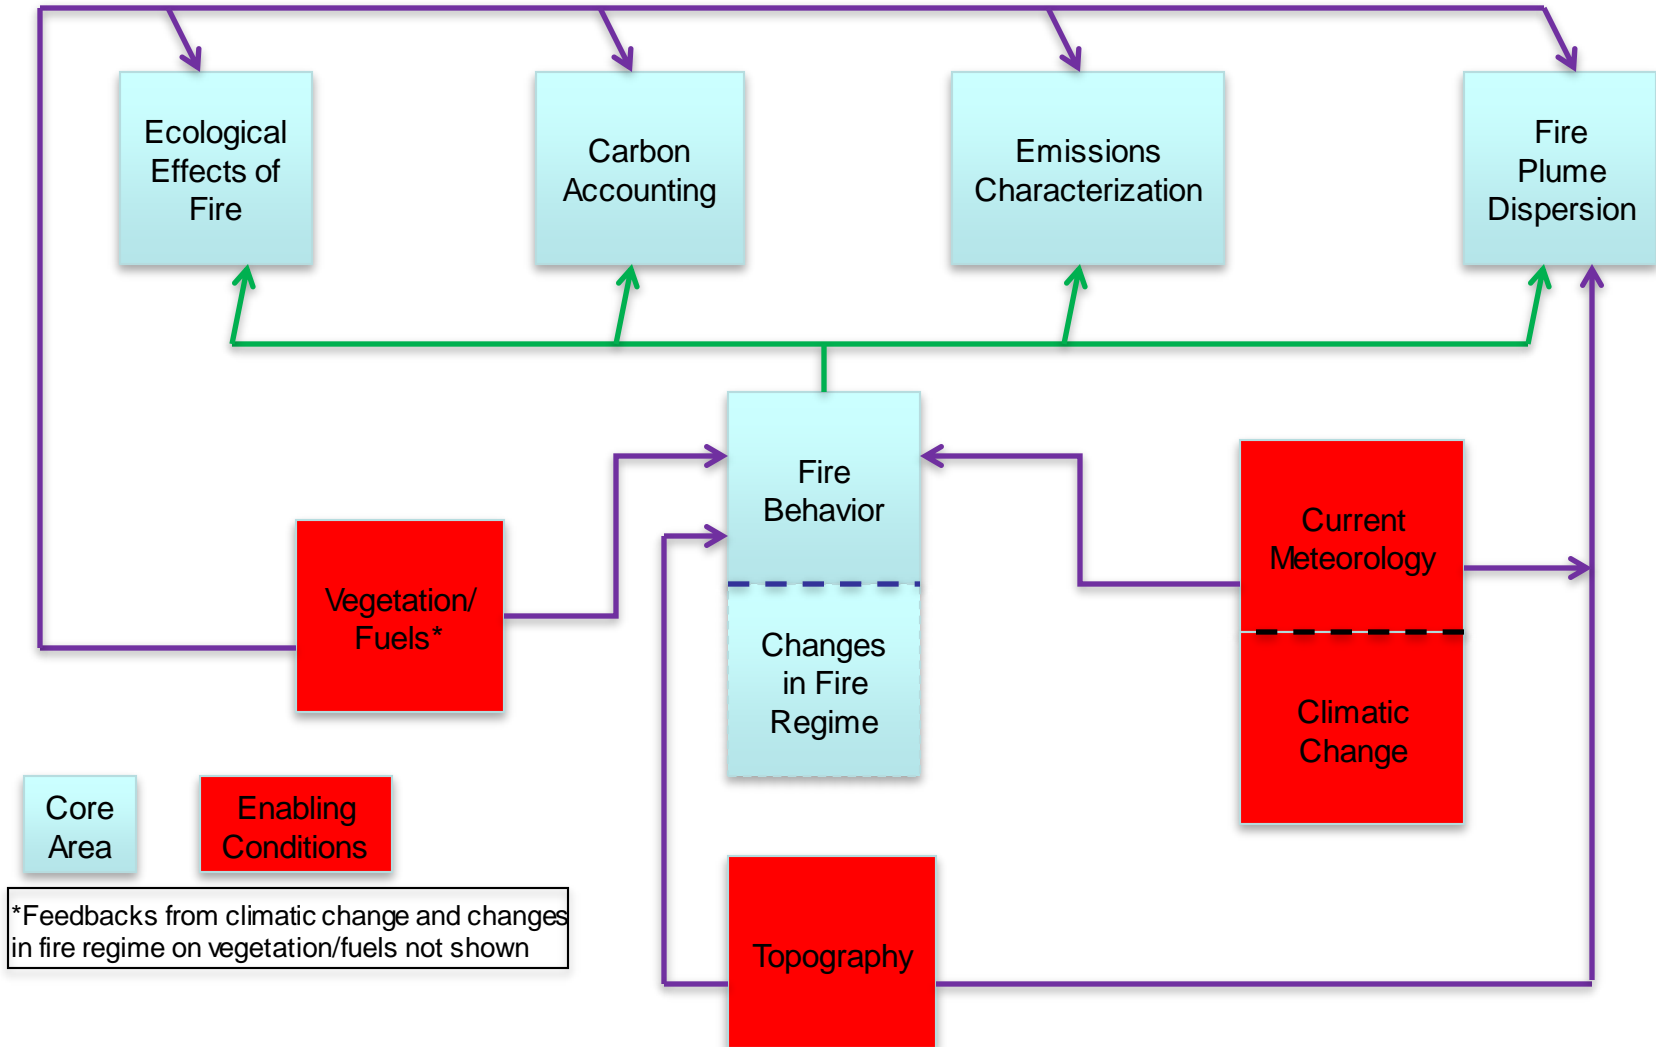 Ecological
Effects of
Fire
Carbon
Accounting
Emissions
Characterization
Fire
Plume
Dispersion
Fire
Behavior
Changes
in Fire
Regime
Vegetation/
Fuels*
Current
Meteorology
Climatic
Change
Core
Area
Enabling
Conditions
*Feedbacks from climatic change and changes
in fire regime on vegetation/fuels not shown
Topography